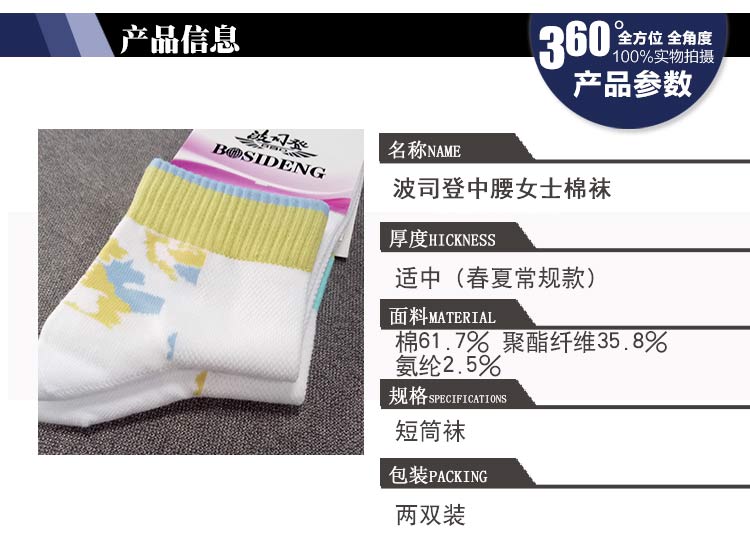 产品信息
360°全方位 全角度
100%实物拍摄
产品参数
波司登
BOSIDENG
名称NAME
波司登中腰女士棉袜
厚度HICKNESS
适中（春夏常规款）
面料MATERIAL
棉61.7% 聚酯纤维35.8%
氨纶2.5%
规格SPECIFICATIONS
短筒袜
包装PACKING
两双装